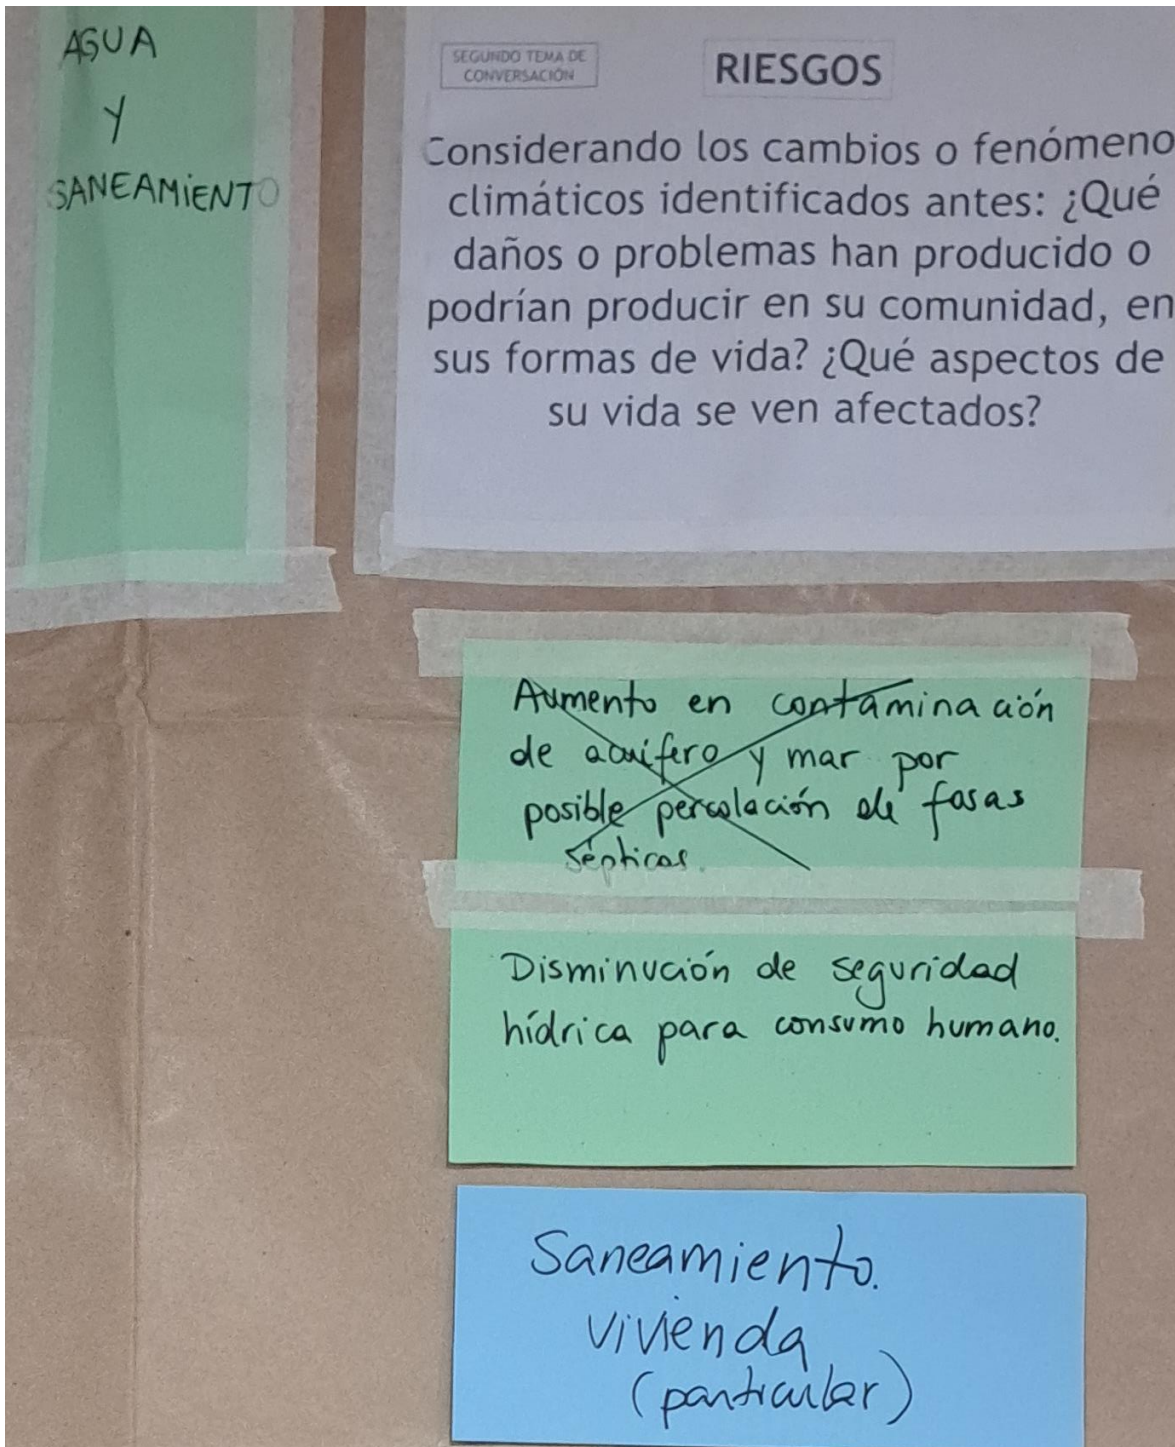 AGUA
Y
SANEAMiENTO
SEGUNDO TEMA DE
CONVERSACIÓN
RIESGOS
Considerando los cambios o fenómeno
climáticos identificados antes: ¿Qué
daños o problemas han producido o
podrían producir en su comunidad, en
sus formas de vida? ¿Qué aspectos de
su vida se ven afectados?
Aumento en contaminación
de acuífero y mar por
posible percolación de fosas
sépticas.
Disminución de seguridad
hídrica para consumo humano.
Saneamiento.
vivienda
(particular)